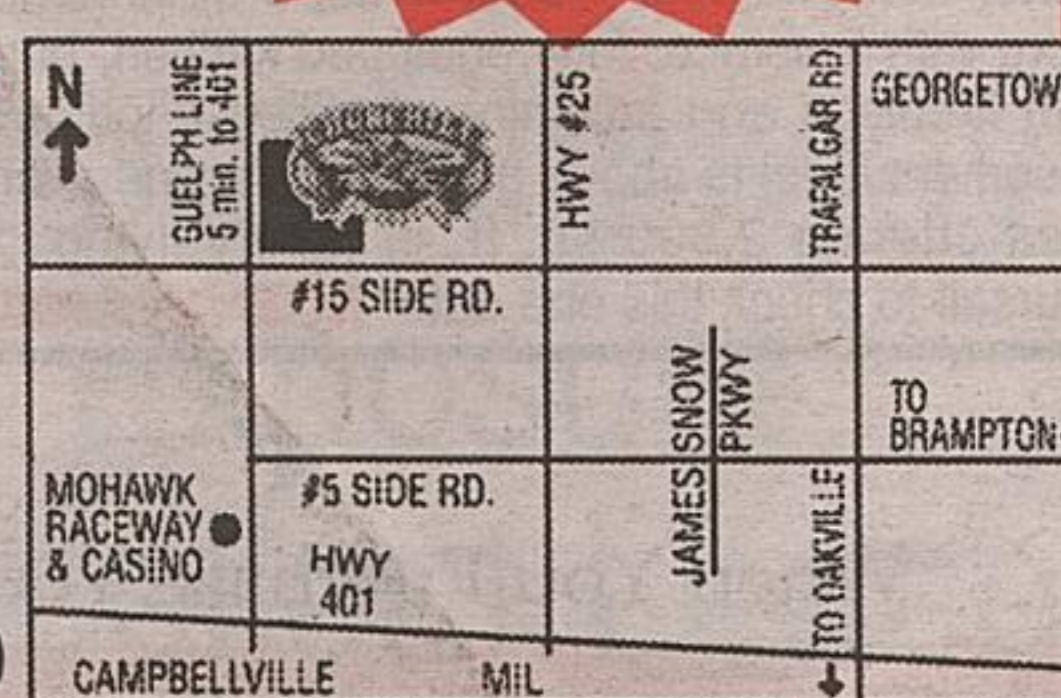 N
GUELPH LINE
5 min. to 401
HWY #25
TRAFALGAR RD
GEORGETOW
#15 SIDE RD.
JAMES SNOW
PKWY
TO
BRAMPTON
MOHAWK
RACEWAY
& CASINO
#5 SIDE RD.
HWY
401
TO OAKVILLE
CAMPBELLVILLE
MIL